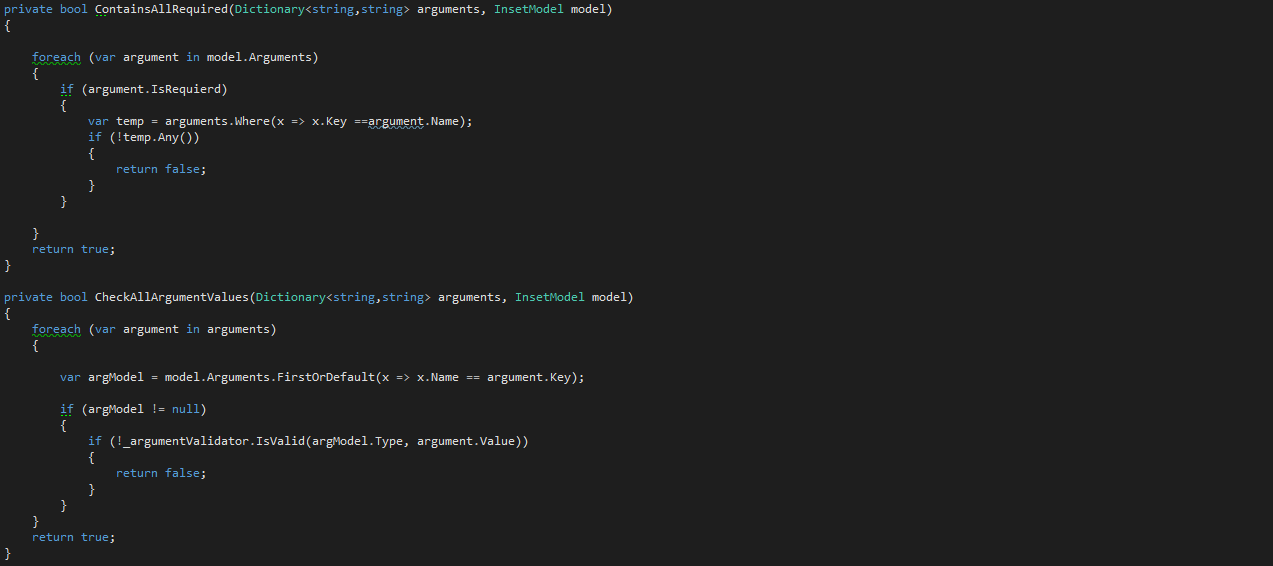 private bool ContainsAllRequired(Dictionary<string,string> arguments, InsetModel model)
{
foreach (var argument in model.Arguments)
{
if (argument.IsRequierd)
{
var temp = arguments.Where(x => x.Key ==argument.Name);
if (!temp.Any())
{
return false;
}
}
}
return true;
}
private bool CheckAllArgumentValues(Dictionary<string,string> arguments, InsetModel model)
{
foreach (var argument in arguments)
{
var argModel = model.Arguments.FirstOrDefault(x => x.Name == argument.Key);
if (argModel != null)
{
if (!_argumentValidator.IsValid(argModel.Type, argument.Value))
{
return false;
}
}
}
return true;
}